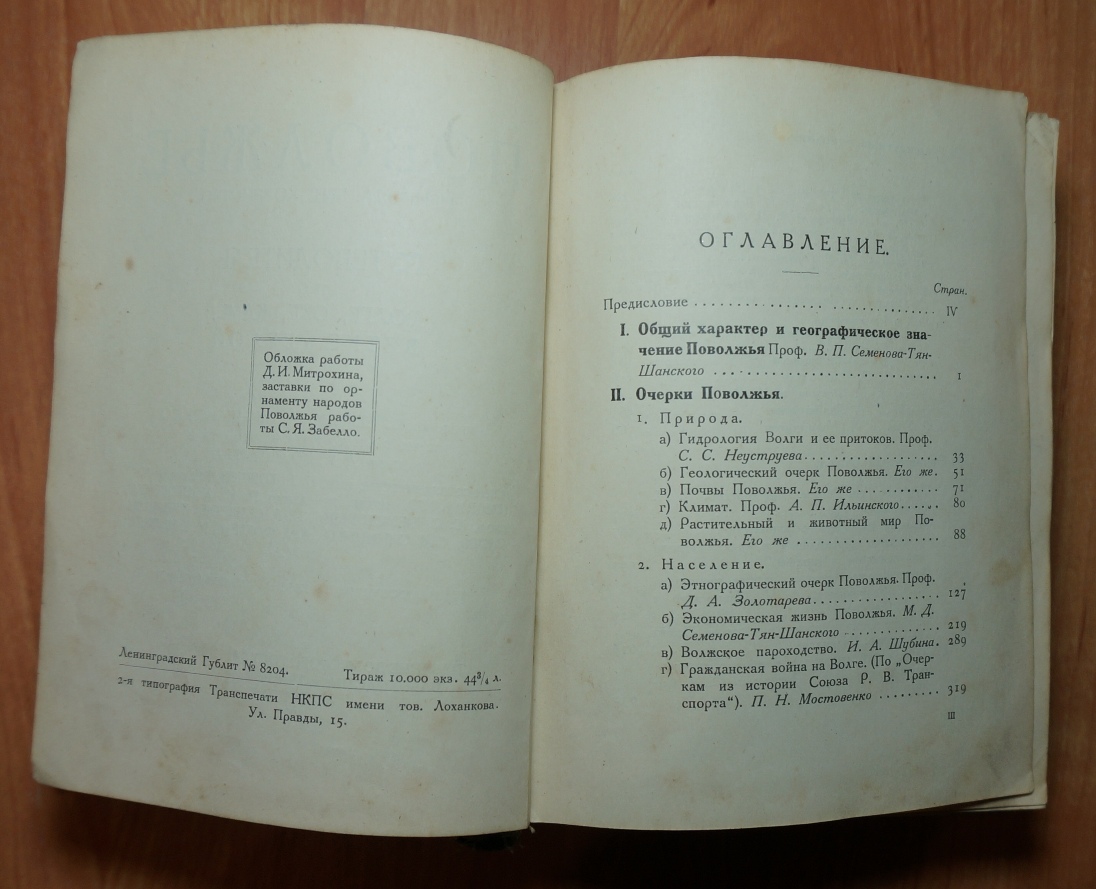 Обложка работы
Д. И. Митрохина,
заставки по ор-
наменту народов
Поволжья рабо-
ты С. Я. Забелло.
Ленинградский Гублит № 8204. Тираж 10.000 экз. 44³/₄ л.
2-я типография Транспечати НКПС имени тов. Лоханкова.
Ул. Правды, 15.
ОГЛАВЛЕНИЕ.
Стран.
Предисловие . . . . . . . . . . . . . . . . . . . . . . . . . . . . IV
I. Общий характер и географическое зна-
чение Поволжья Проф. В. П. Семенова-Тян-
Шанского . . . . . . . . . . . . . . . . . . . . . . . . . . . 1
II. Очерки Поволжья.
1. Природа.
а) Гидрология Волги и ее притоков. Проф.
С. С. Неуструева . . . . . . . . . . . . . . . . . . 33
б) Геологический очерк Поволжья. Его же. 51
в) Почвы Поволжья. Его же . . . . . . . . . . . 71
г) Климат. Проф. А. П. Ильинского . . . . . . 80
д) Растительный и животный мир По-
волжья. Его же . . . . . . . . . . . . . . . . . . . 88
2. Население.
а) Этнографический очерк Поволжья. Проф.
Д. А. Золотарева . . . . . . . . . . . . . . . . . . 127
б) Экономическая жизнь Поволжья. М. Д.
Семенова-Тян-Шанского . . . . . . . . . . . . . 219
в) Волжское пароходство. И. А. Шубина. 289
г) Гражданская война на Волге. (По „Очер-
кам из истории Союза Р. В. Тран-
спорта“). П. Н. Мостовенко . . . . . . . . . 319
III